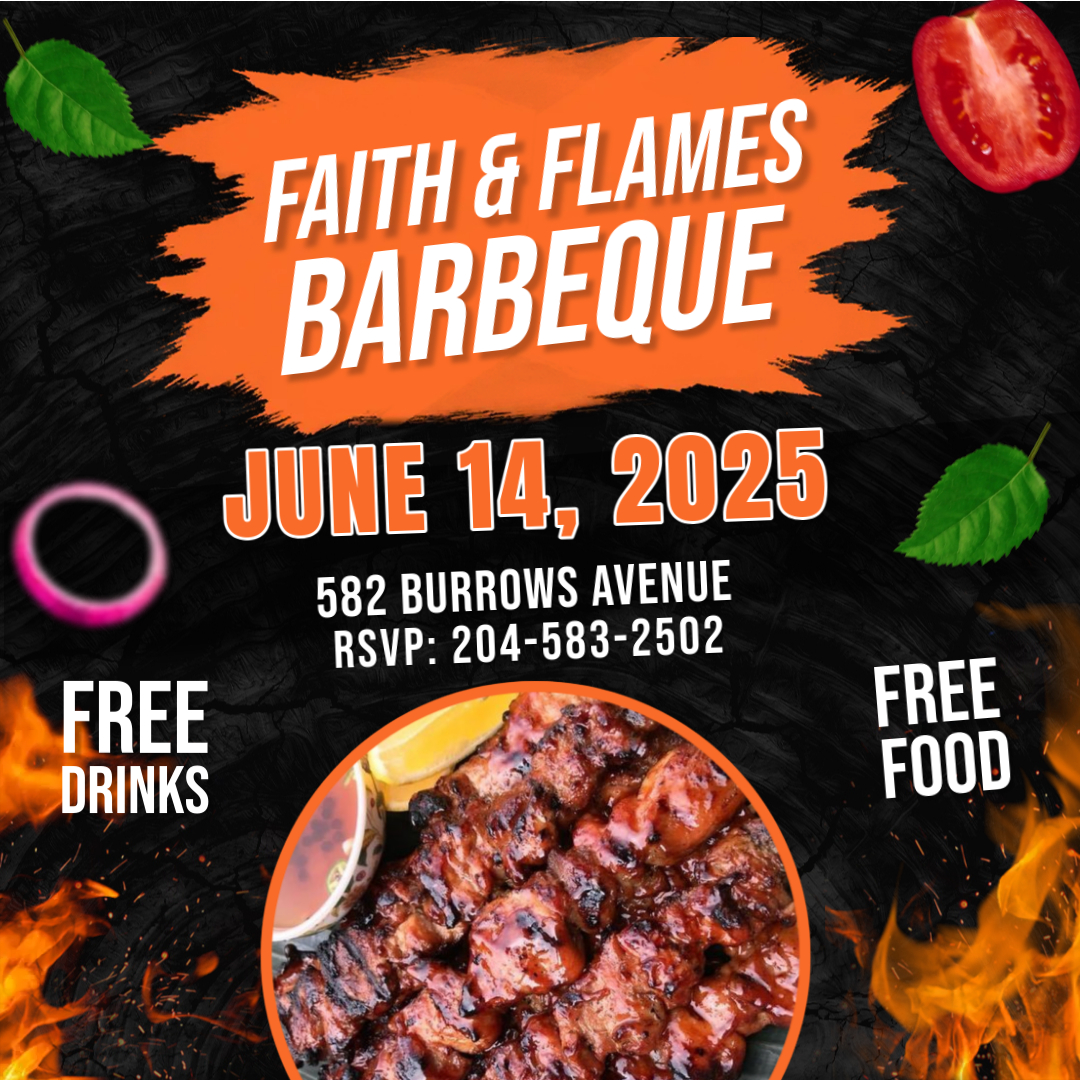 FAITH & FLAMES
BARBEQUE
JUNE 14, 2025
582 BURROWS AVENUE
RSVP: 204-583-2502
FREE
DRINKS
FREE
FOOD